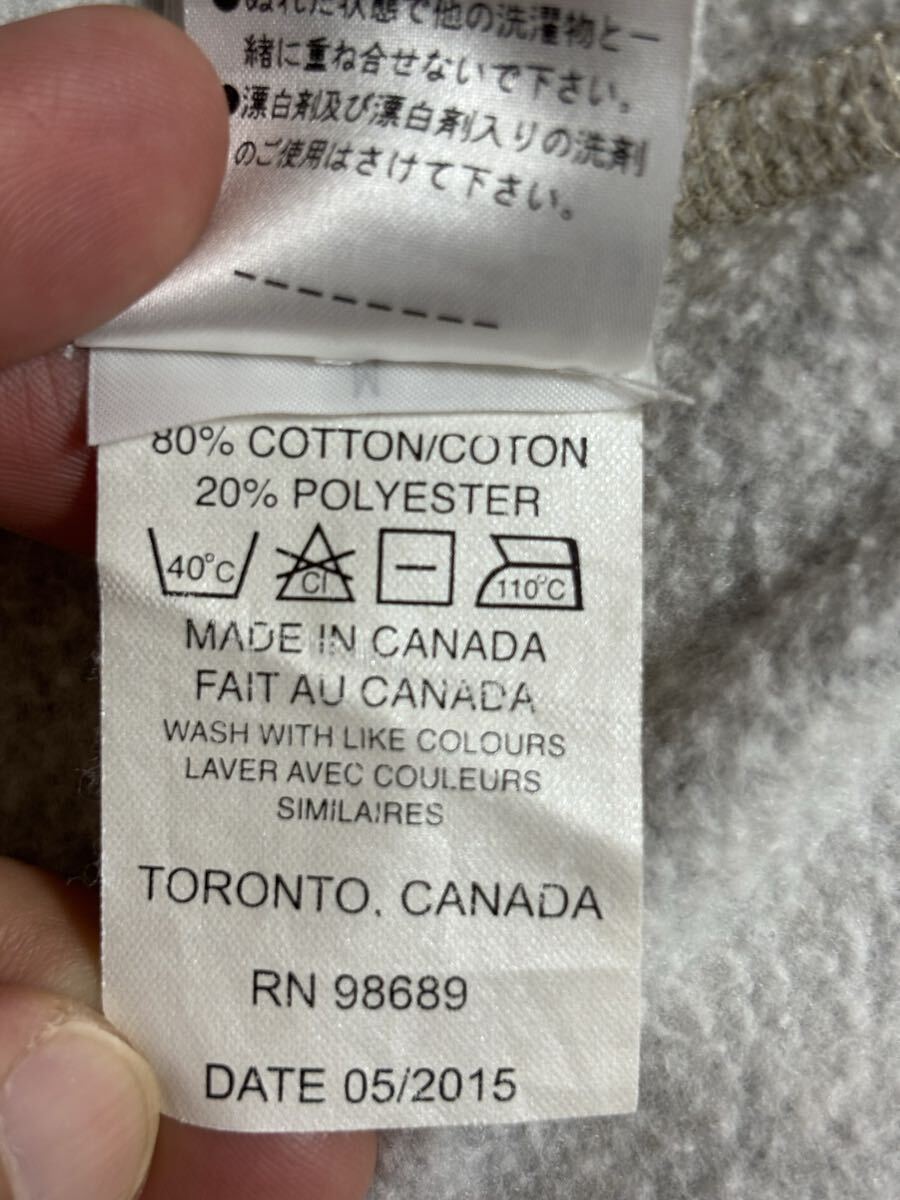 ●ぬれた状態で他の洗濯物と一
緒に重ね合せないで下さい。
●漂白剤及び漂白剤入りの洗剤
のご使用はさけて下さい。
80% COTTON/COTON
20% POLYESTER
40°C Cl 110°C
MADE IN CANADA
FAIT AU CANADA
WASH WITH LIKE COLOURS
LAVER AVEC COULEURS
SIMILAIRES
TORONTO, CANADA
RN 98689
DATE 05/2015